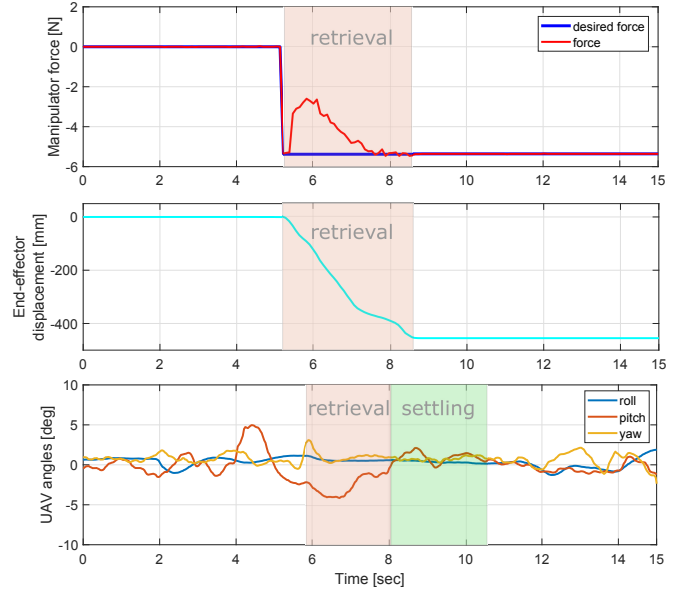 Manipulator force [N]
0
-2
-4
-6
retrieval
desired force
force
0 2 4 6 8 10 12 14 15
End-effector
displacement [mm]
0
-200
-400
retrieval
0 2 4 6 8 10 12 14 15
UAV angles [deg]
10
5
0
-5
-10
retrieval settling
roll
pitch
yaw
0 2 4 6 8 10 12 14 15
Time [sec]